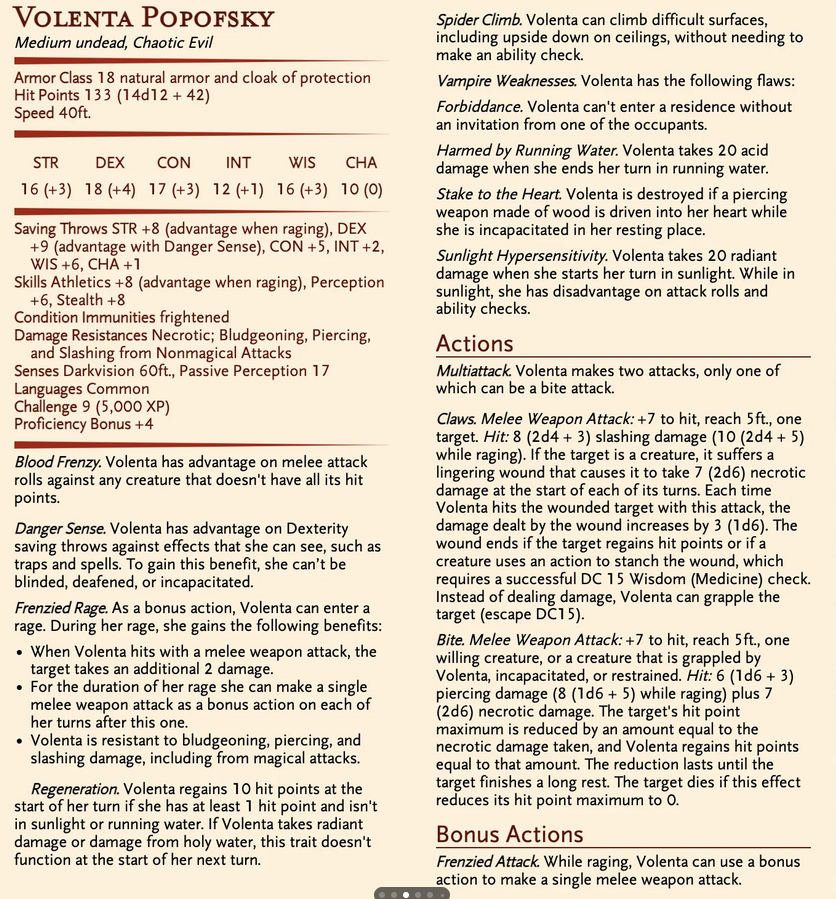 Volenta Popofsky
Medium undead, Chaotic Evil
Armor Class 18 natural armor and cloak of protection
Hit Points 133 (14d12 + 42)
Speed 40ft.
STR DEX CON INT WIS CHA
16 (+3) 18 (+4) 17 (+3) 12 (+1) 16 (+3) 10 (0)
Saving Throws STR +8 (advantage when raging), DEX
+9 (advantage with Danger Sense), CON +5, INT +2,
WIS +6, CHA +1
Skills Athletics +8 (advantage when raging), Perception
+6, Stealth +8
Condition Immunities frightened
Damage Resistances Necrotic; Bludgeoning, Piercing,
and Slashing from Nonmagical Attacks
Senses Darkvision 60ft., Passive Perception 17
Languages Common
Challenge 9 (5,000 XP)
Proficiency Bonus +4
Blood Frenzy. Volenta has advantage on melee attack
rolls against any creature that doesn't have all its hit
points.
Danger Sense. Volenta has advantage on Dexterity
saving throws against effects that she can see, such as
traps and spells. To gain this benefit, she can’t be
blinded, deafened, or incapacitated.
Frenzied Rage. As a bonus action, Volenta can enter a
rage. During her rage, she gains the following benefits:
• When Volenta hits with a melee weapon attack, the
target takes an additional 2 damage.
• For the duration of her rage she can make a single
melee weapon attack as a bonus action on each of
her turns after this one.
• Volenta is resistant to bludgeoning, piercing, and
slashing damage, including from magical attacks.
Regeneration. Volenta regains 10 hit points at the
start of her turn if she has at least 1 hit point and isn't
in sunlight or running water. If Volenta takes radiant
damage or damage from holy water, this trait doesn't
function at the start of her next turn.
Spider Climb. Volenta can climb difficult surfaces,
including upside down on ceilings, without needing to
make an ability check.
Vampire Weaknesses. Volenta has the following flaws:
Forbiddance. Volenta can't enter a residence without
an invitation from one of the occupants.
Harmed by Running Water. Volenta takes 20 acid
damage when she ends her turn in running water.
Stake to the Heart. Volenta is destroyed if a piercing
weapon made of wood is driven into her heart while
she is incapacitated in her resting place.
Sunlight Hypersensitivity. Volenta takes 20 radiant
damage when she starts her turn in sunlight. While in
sunlight, she has disadvantage on attack rolls and
ability checks.
Actions
Multiattack. Volenta makes two attacks, only one of
which can be a bite attack.
Claws. Melee Weapon Attack: +7 to hit, reach 5ft., one
target. Hit: 8 (2d4 + 3) slashing damage (10 (2d4 + 5)
while raging). If the target is a creature, it suffers a
lingering wound that causes it to take 7 (2d6) necrotic
damage at the start of each of its turns. Each time
Volenta hits the wounded target with this attack, the
damage dealt by the wound increases by 3 (1d6). The
wound ends if the target regains hit points or if a
creature uses an action to stanch the wound, which
requires a successful DC 15 Wisdom (Medicine) check.
Instead of dealing damage, Volenta can grapple the
target (escape DC15).
Bite. Melee Weapon Attack: +7 to hit, reach 5ft., one
willing creature, or a creature that is grappled by
Volenta, incapacitated, or restrained. Hit: 6 (1d6 + 3)
piercing damage (8 (1d6 + 5) while raging) plus 7
(2d6) necrotic damage. The target's hit point
maximum is reduced by an amount equal to the
necrotic damage taken, and Volenta regains hit points
equal to that amount. The reduction lasts until the
target finishes a long rest. The target dies if this effect
reduces its hit point maximum to 0.
Bonus Actions
Frenzied Attack. While raging, Volenta can use a bonus
action to make a single melee weapon attack.